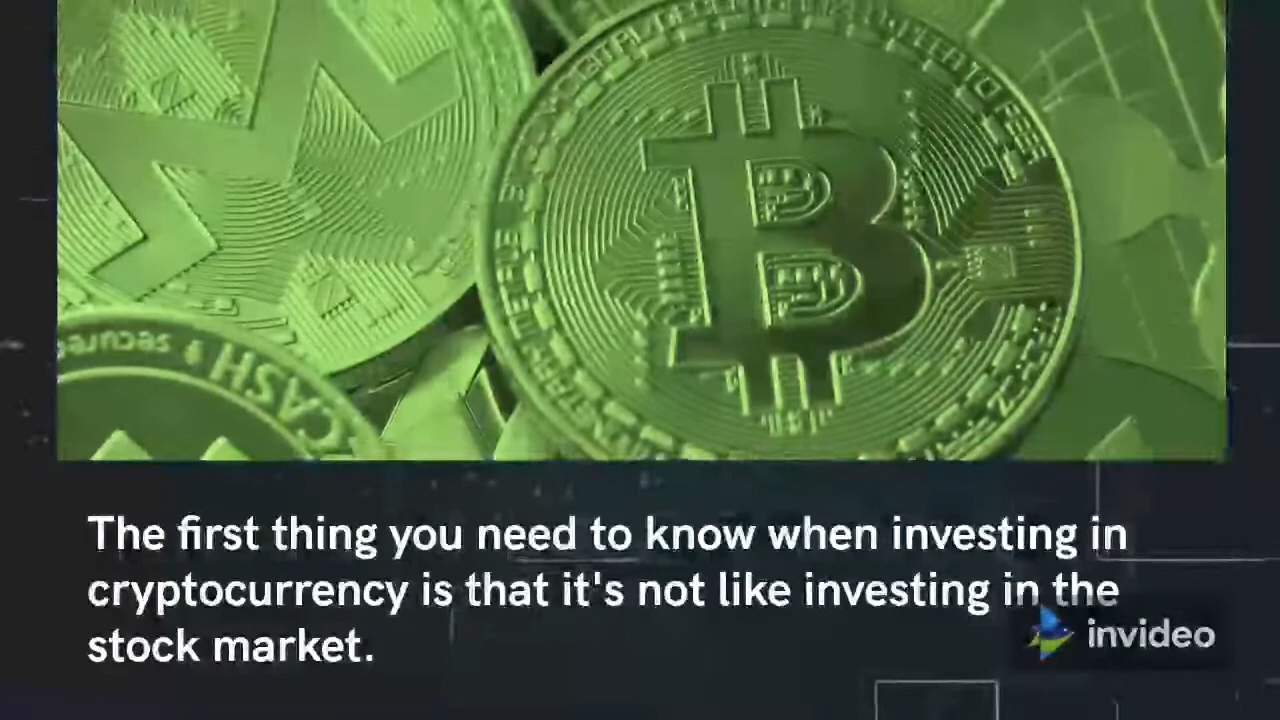 ZCASH
The first thing you need to know when investing in
cryptocurrency is that it's not like investing in the
stock market.
invideo